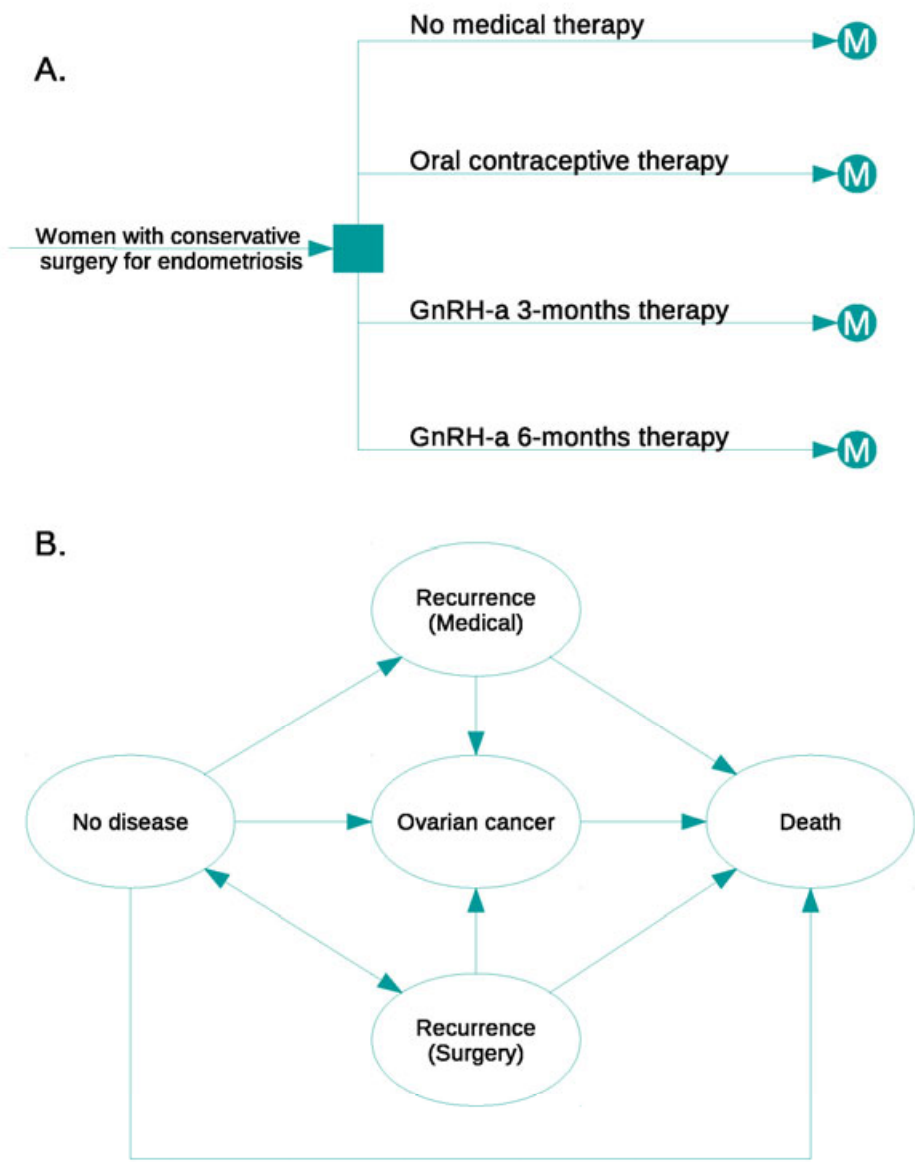 A.
No medical therapy
M
Oral contraceptive therapy
M
Women with conservative
surgery for endometriosis
GnRH-a 3-months therapy
M
GnRH-a 6-months therapy
M
B.
Recurrence
(Medical)
No disease
Ovarian cancer
Death
Recurrence
(Surgery)